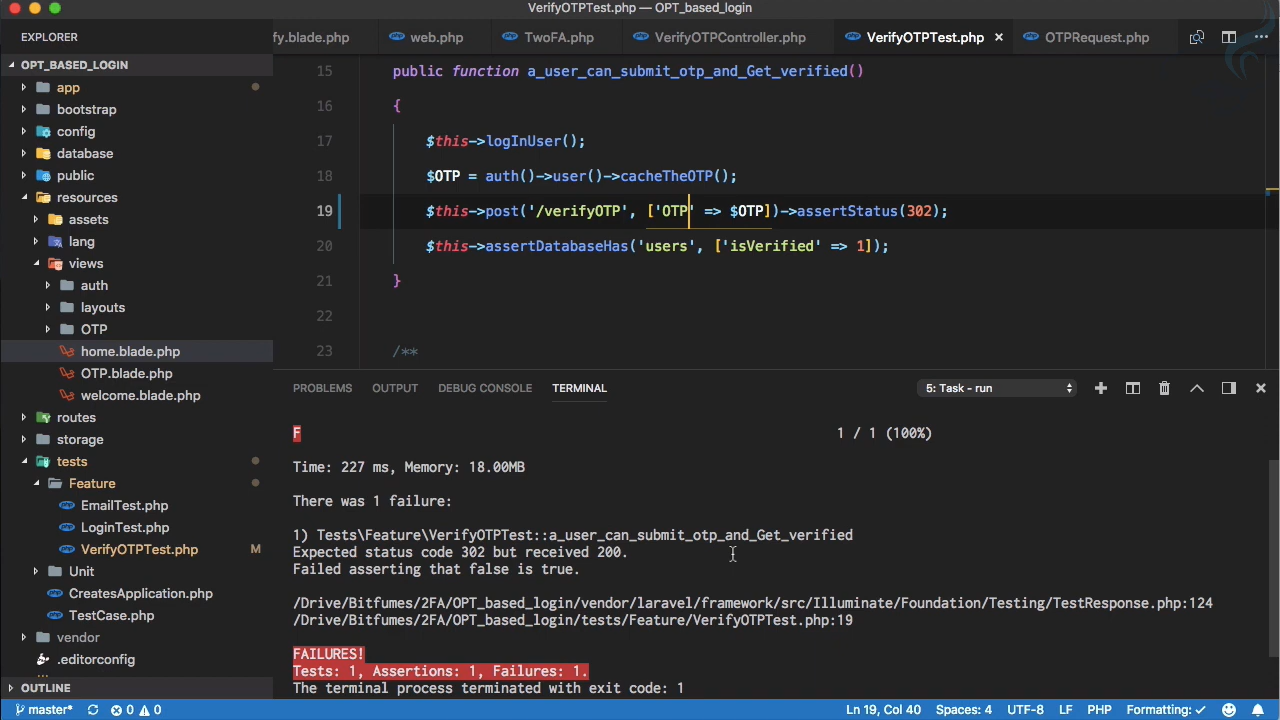 VerifyOTPTest.php — OPT_based_login
EXPLORER
fy.blade.php
web.php
TwoFA.php
VerifyOTPController.php
VerifyOTPTest.php
OTPRequest.php
OPT_BASED_LOGIN
app
bootstrap
config
database
public
resources
assets
lang
views
auth
layouts
OTP
home.blade.php
OTP.blade.php
welcome.blade.php
routes
storage
tests
Feature
EmailTest.php
LoginTest.php
VerifyOTPTest.php M
Unit
CreatesApplication.php
TestCase.php
vendor
.editorconfig
OUTLINE
15 public function a_user_can_submit_otp_and_Get_verified()
16 {
17 $this->logInUser();
18 $OTP = auth()->user()->cacheTheOTP();
19 $this->post('/verifyOTP', ['OTP' => $OTP])->assertStatus(302);
20 $this->assertDatabaseHas('users', ['isVerified' => 1]);
21 }
22
23 /**
PROBLEMS OUTPUT DEBUG CONSOLE TERMINAL 5: Task - run
F 1 / 1 (100%)
Time: 227 ms, Memory: 18.00MB
There was 1 failure:
1) Tests\Feature\VerifyOTPTest::a_user_can_submit_otp_and_Get_verified
Expected status code 302 but received 200.
Failed asserting that false is true.
/Drive/Bitfumes/2FA/OPT_based_login/vendor/laravel/framework/src/Illuminate/Foundation/Testing/TestResponse.php:124
/Drive/Bitfumes/2FA/OPT_based_login/tests/Feature/VerifyOTPTest.php:19
FAILURES!
Tests: 1, Assertions: 1, Failures: 1.
The terminal process terminated with exit code: 1
master* 0 0 Ln 19, Col 40 Spaces: 4 UTF-8 LF PHP Formatting: ✓